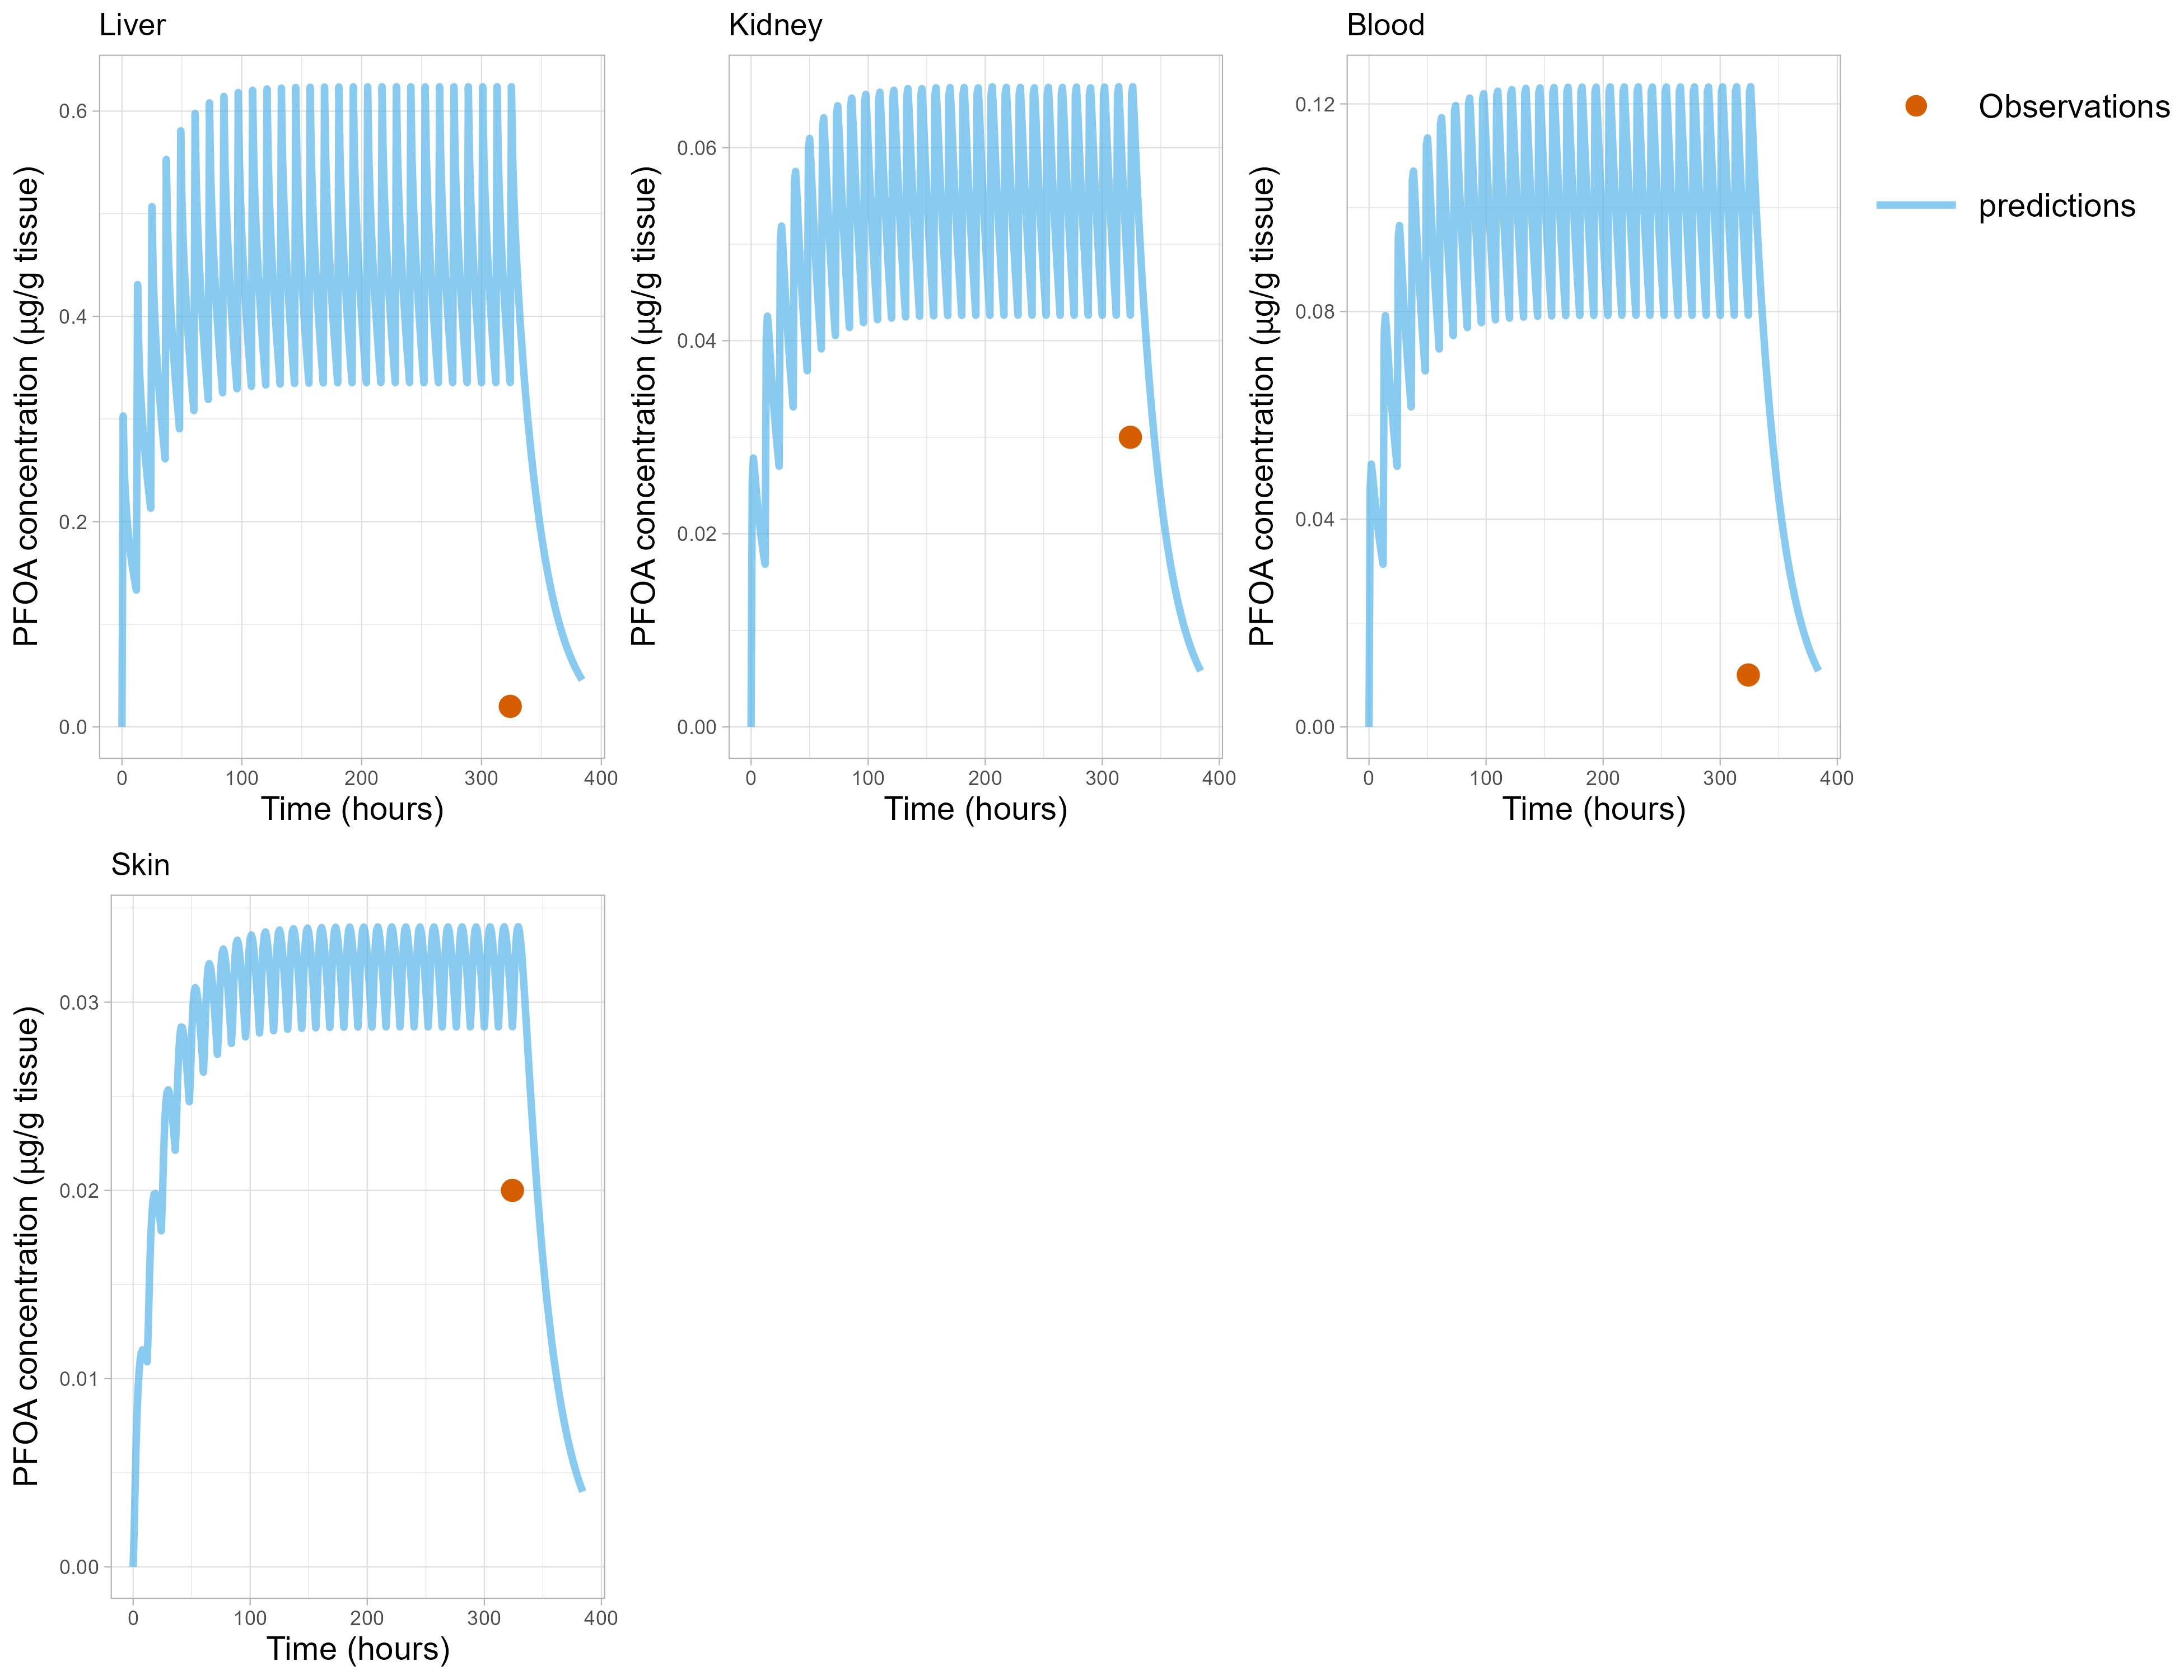 Liver
PFOA concentration (µg/g tissue)
0.6
0.4
0.2
0.0
0 100 200 300 400
Time (hours)
Kidney
PFOA concentration (µg/g tissue)
0.06
0.04
0.02
0.00
0 100 200 300 400
Time (hours)
Blood
PFOA concentration (µg/g tissue)
0.12
0.08
0.04
0.00
0 100 200 300 400
Time (hours)
Observations
predictions
Skin
PFOA concentration (µg/g tissue)
0.03
0.02
0.01
0.00
0 100 200 300 400
Time (hours)